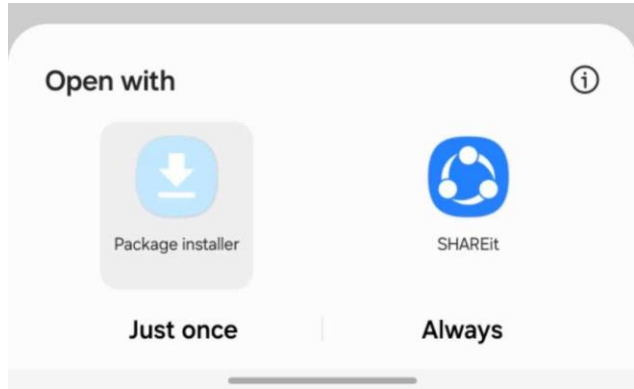 Open with
Package installer
SHAREit
Just once
Always